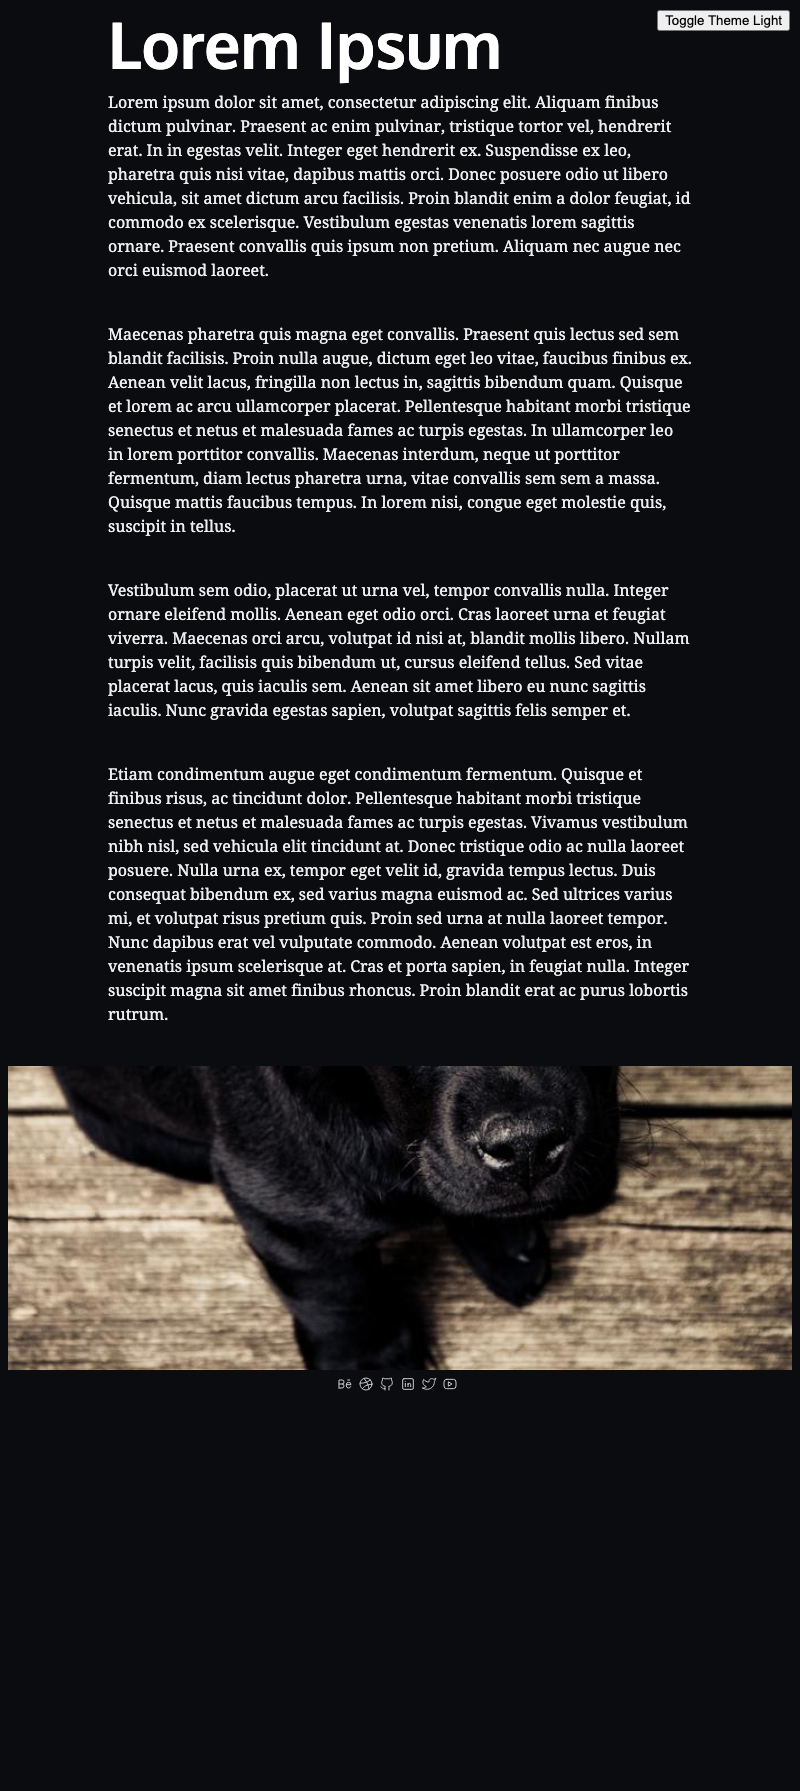 Toggle Theme Light
Lorem Ipsum
Lorem ipsum dolor sit amet, consectetur adipiscing elit. Aliquam finibus
dictum pulvinar. Praesent ac enim pulvinar, tristique tortor vel, hendrerit
erat. In in egestas velit. Integer eget hendrerit ex. Suspendisse ex leo,
pharetra quis nisi vitae, dapibus mattis orci. Donec posuere odio ut libero
vehicula, sit amet dictum arcu facilisis. Proin blandit enim a dolor feugiat, id
commodo ex scelerisque. Vestibulum egestas venenatis lorem sagittis
ornare. Praesent convallis quis ipsum non pretium. Aliquam nec augue nec
orci euismod laoreet.
Maecenas pharetra quis magna eget convallis. Praesent quis lectus sed sem
blandit facilisis. Proin nulla augue, dictum eget leo vitae, faucibus finibus ex.
Aenean velit lacus, fringilla non lectus in, sagittis bibendum quam. Quisque
et lorem ac arcu ullamcorper placerat. Pellentesque habitant morbi tristique
senectus et netus et malesuada fames ac turpis egestas. In ullamcorper leo
in lorem porttitor convallis. Maecenas interdum, neque ut porttitor
fermentum, diam lectus pharetra urna, vitae convallis sem sem a massa.
Quisque mattis faucibus tempus. In lorem nisi, congue eget molestie quis,
suscipit in tellus.
Vestibulum sem odio, placerat ut urna vel, tempor convallis nulla. Integer
ornare eleifend mollis. Aenean eget odio orci. Cras laoreet urna et feugiat
viverra. Maecenas orci arcu, volutpat id nisi at, blandit mollis libero. Nullam
turpis velit, facilisis quis bibendum ut, cursus eleifend tellus. Sed vitae
placerat lacus, quis iaculis sem. Aenean sit amet libero eu nunc sagittis
iaculis. Nunc gravida egestas sapien, volutpat sagittis felis semper et.
Etiam condimentum augue eget condimentum fermentum. Quisque et
finibus risus, ac tincidunt dolor. Pellentesque habitant morbi tristique
senectus et netus et malesuada fames ac turpis egestas. Vivamus vestibulum
nibh nisl, sed vehicula elit tincidunt at. Donec tristique odio ac nulla laoreet
posuere. Nulla urna ex, tempor eget velit id, gravida tempus lectus. Duis
consequat bibendum ex, sed varius magna euismod ac. Sed ultrices varius
mi, et volutpat risus pretium quis. Proin sed urna at nulla laoreet tempor.
Nunc dapibus erat vel vulputate commodo. Aenean volutpat est eros, in
venenatis ipsum scelerisque at. Cras et porta sapien, in feugiat nulla. Integer
suscipit magna sit amet finibus rhoncus. Proin blandit erat ac purus lobortis
rutrum.